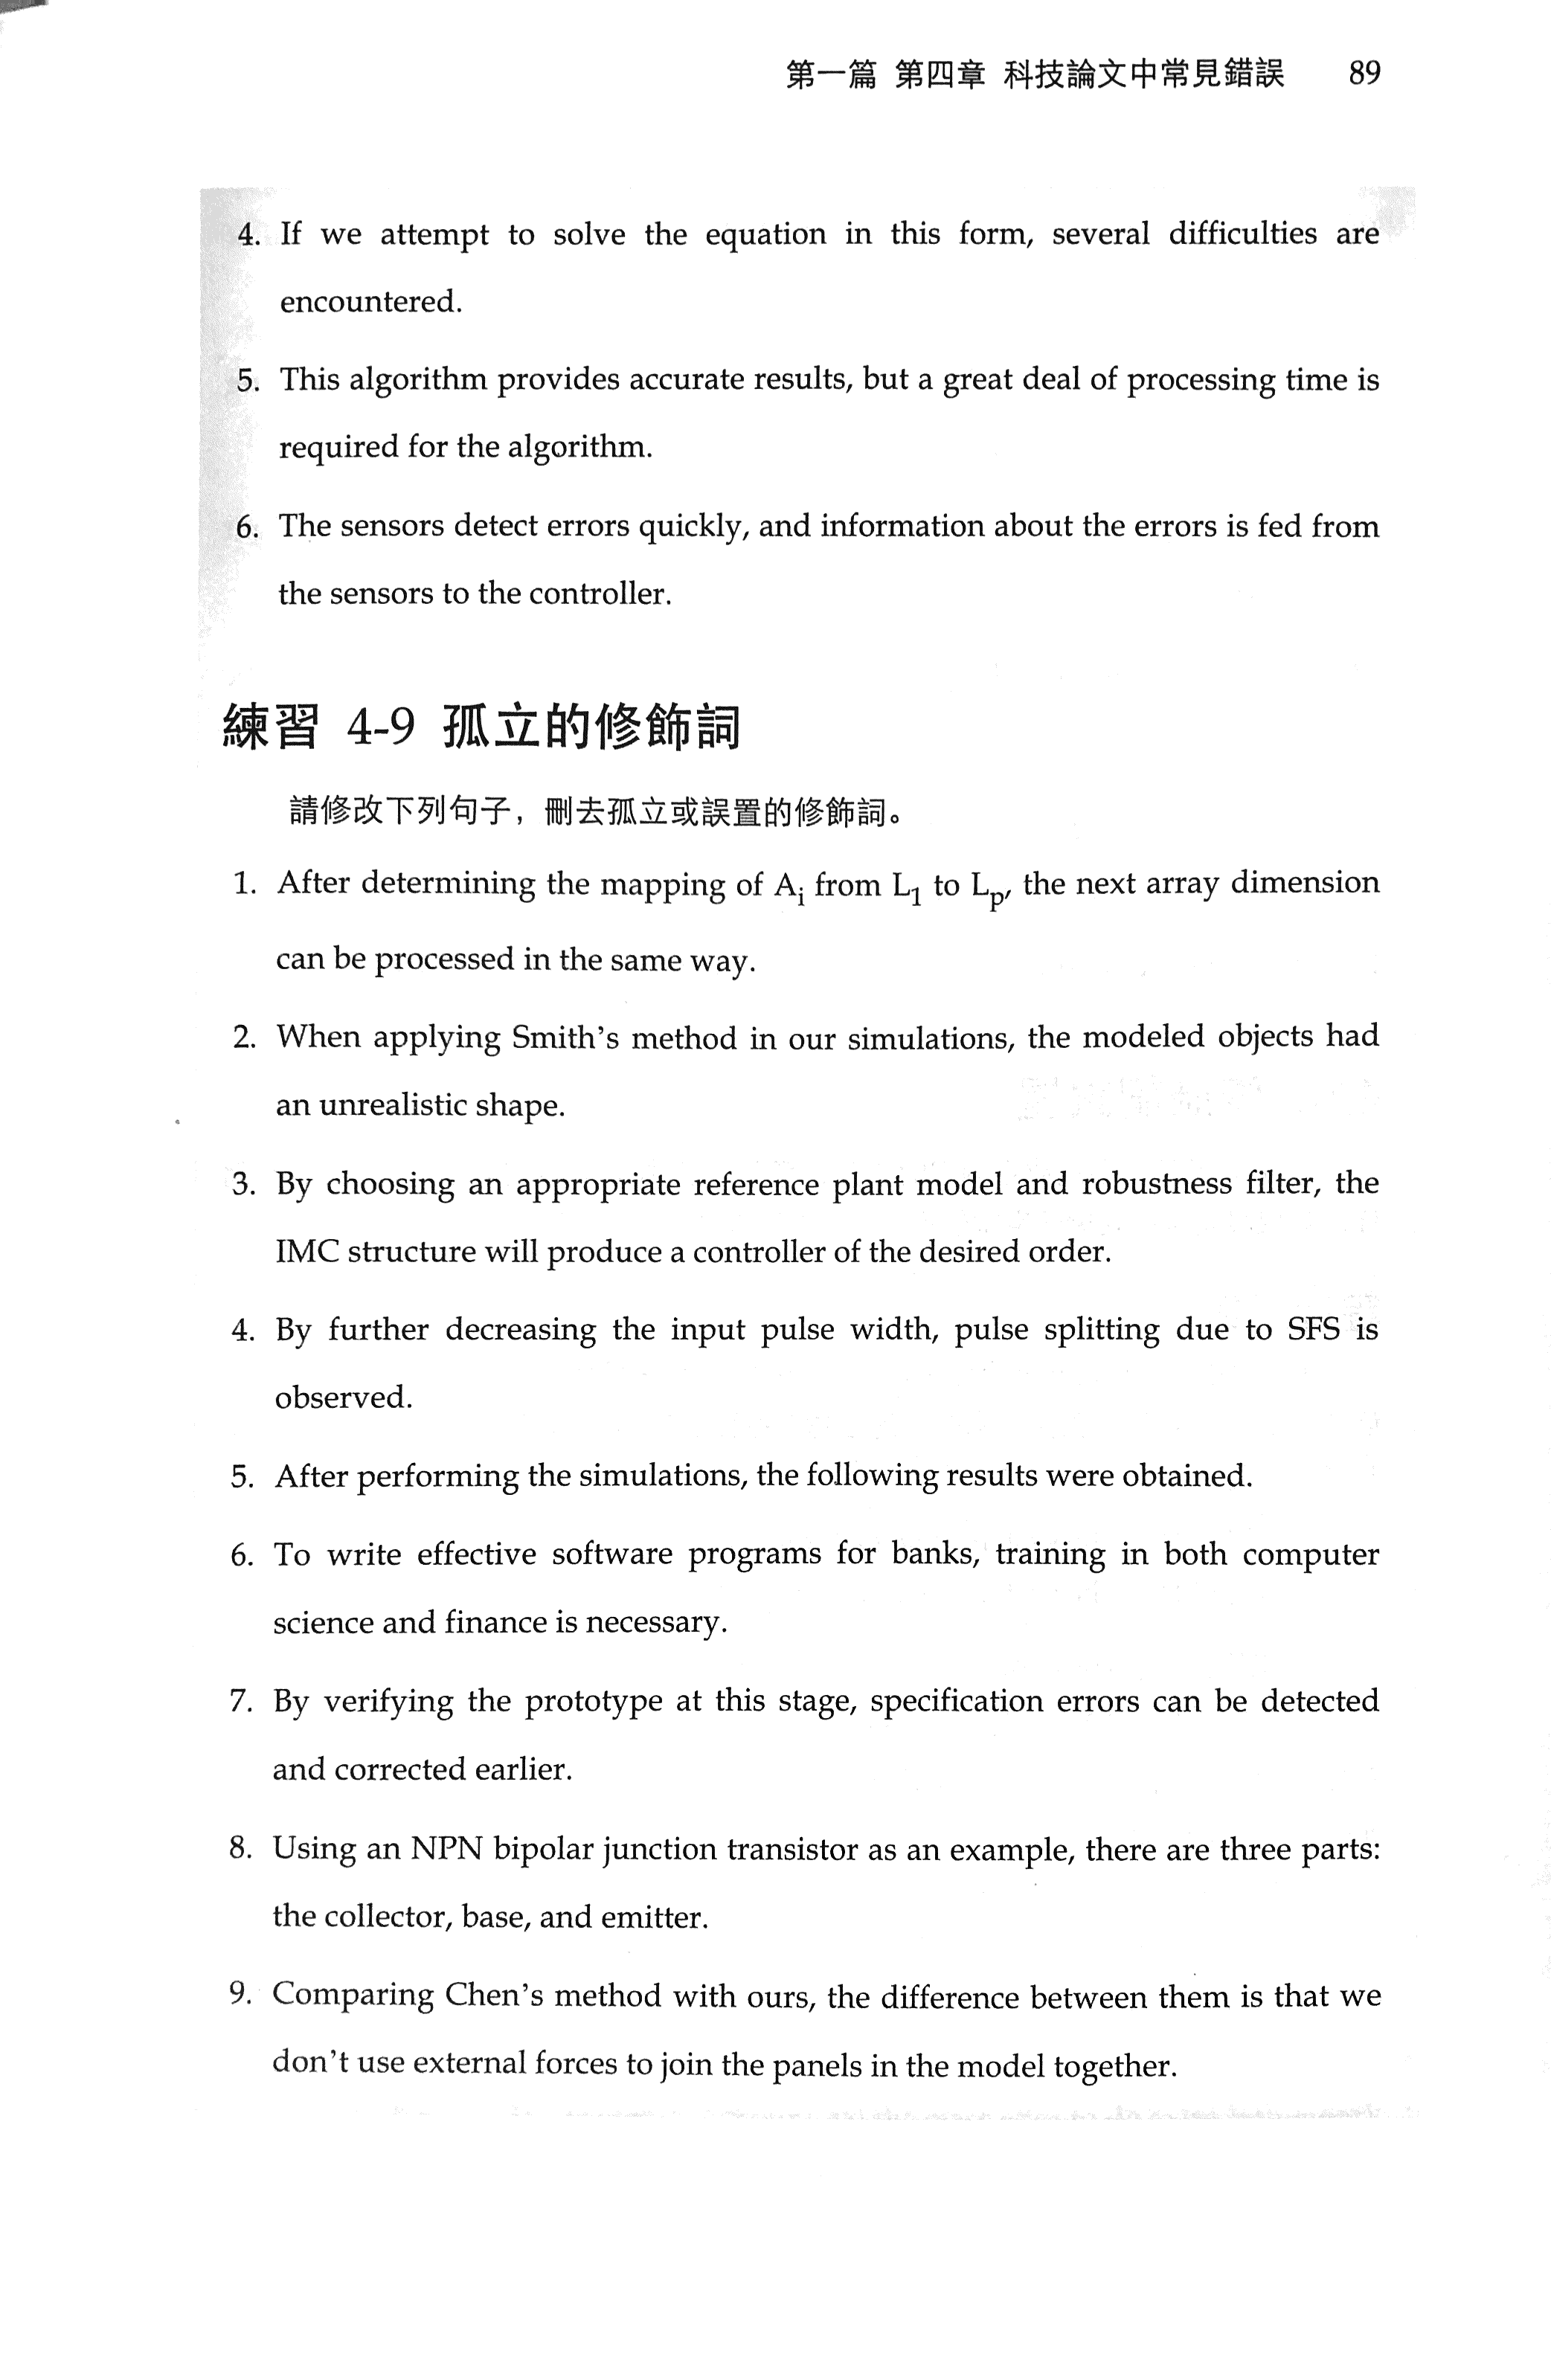 第一篇 第四章 科技論文中常見錯誤 89
4. If we attempt to solve the equation in this form, several difficulties are
encountered.
5. This algorithm provides accurate results, but a great deal of processing time is
required for the algorithm.
6. The sensors detect errors quickly, and information about the errors is fed from
the sensors to the controller.
練習 4-9 孤立的修飾詞
請修改下列句子，刪去孤立或誤置的修飾詞。
1. After determining the mapping of Ai from L1 to Lp, the next array dimension
can be processed in the same way.
2. When applying Smith's method in our simulations, the modeled objects had
an unrealistic shape.
3. By choosing an appropriate reference plant model and robustness filter, the
IMC structure will produce a controller of the desired order.
4. By further decreasing the input pulse width, pulse splitting due to SFS is
observed.
5. After performing the simulations, the following results were obtained.
6. To write effective software programs for banks, training in both computer
science and finance is necessary.
7. By verifying the prototype at this stage, specification errors can be detected
and corrected earlier.
8. Using an NPN bipolar junction transistor as an example, there are three parts:
the collector, base, and emitter.
9. Comparing Chen's method with ours, the difference between them is that we
don't use external forces to join the panels in the model together.